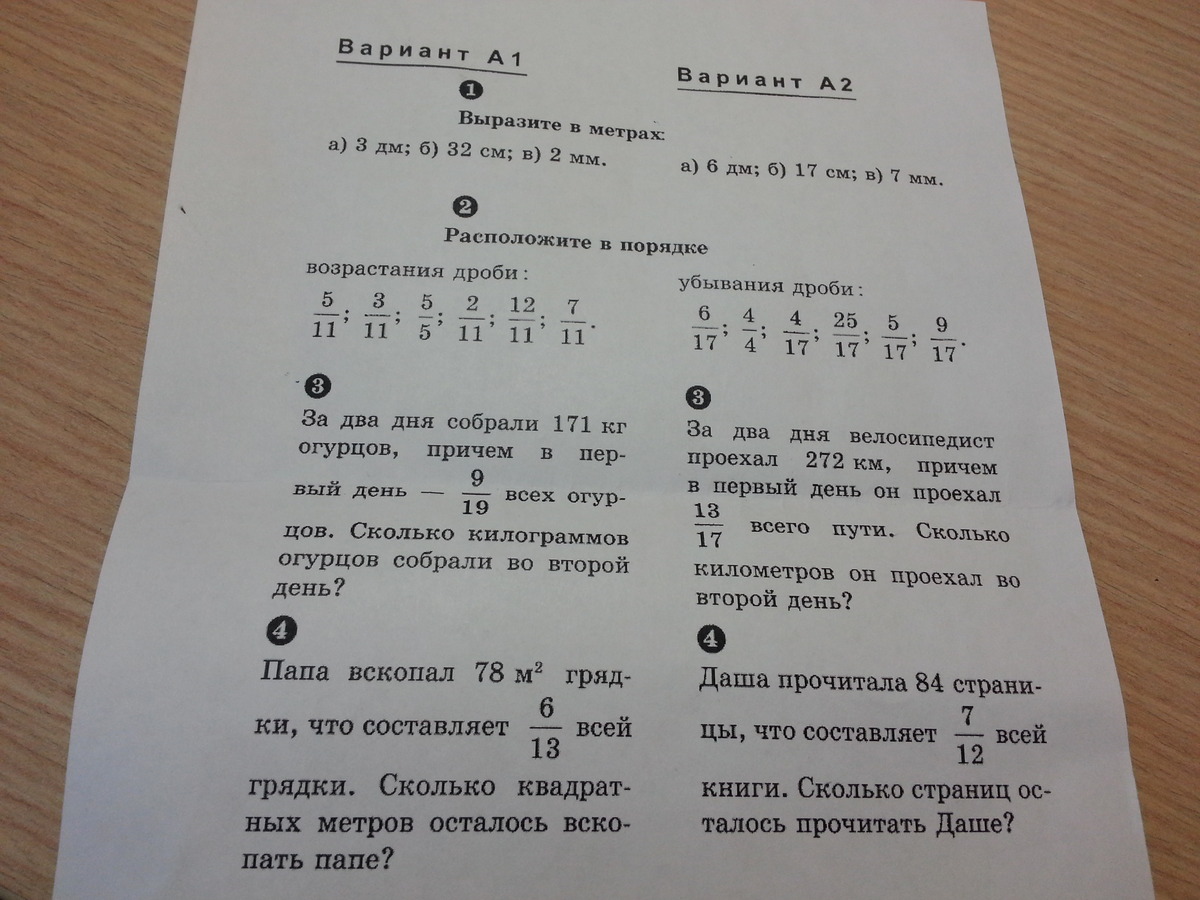 Вариант А1
Вариант А2
1
Выразите в метрах:
а) 3 дм; б) 32 см; в) 2 мм.
а) 6 дм; б) 17 см; в) 7 мм.
2
Расположите в порядке
возрастания дроби:
5/11; 3/11; 5/5; 2/11; 12/11; 7/11.
убывания дроби:
6/17; 4/4; 4/17; 25/17; 5/17; 9/17.
3
За два дня собрали 171 кг
огурцов, причем в пер-
вый день — 9/19 всех огур-
цов. Сколько килограммов
огурцов собрали во второй
день?
3
За два дня велосипедист
проехал 272 км, причем
в первый день он проехал
13/17 всего пути. Сколько
километров он проехал во
второй день?
4
Папа вскопал 78 м² гряд-
ки, что составляет 6/13 всей
грядки. Сколько квадрат-
ных метров осталось вско-
пать папе?
4
Даша прочитала 84 страни-
цы, что составляет 7/12 всей
книги. Сколько страниц ос-
талось прочитать Даше?